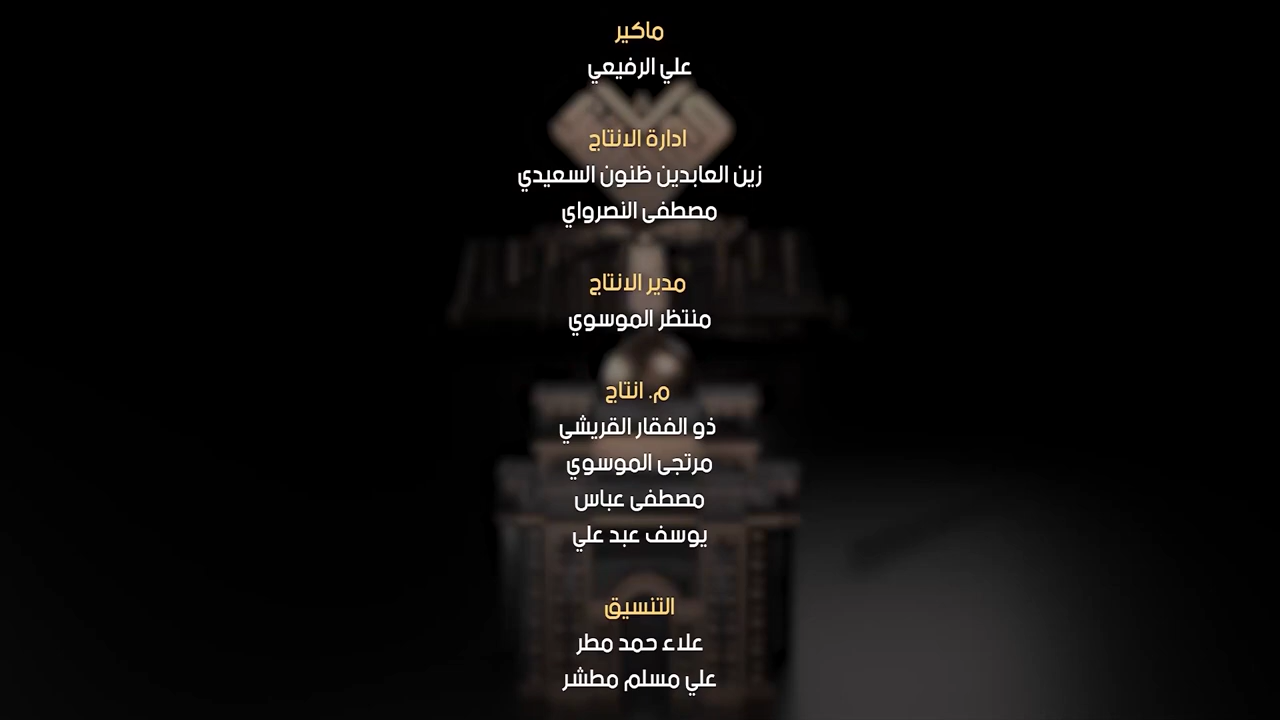 ماكير
علي الرفيعي
ادارة الانتاج
زين العابدين ظنون السعيدي
مصطفى النصرواي
مدير الانتاج
منتظر الموسوي
م. انتاج
ذو الفقار القريشي
مرتجى الموسوي
مصطفى عباس
يوسف عبد علي
التنسيق
علاء حمد مطر
علي مسلم مطشر